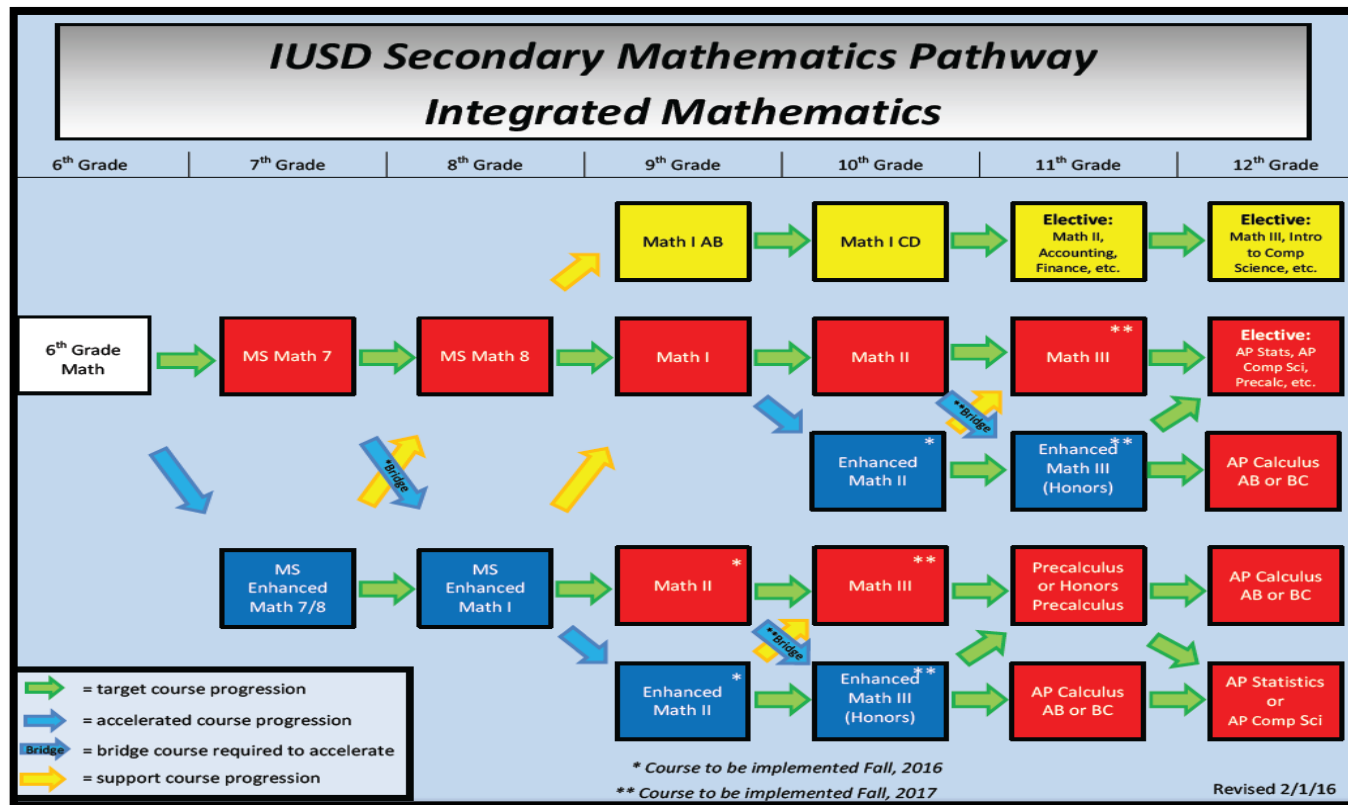 IUSD Secondary Mathematics Pathway
Integrated Mathematics
6th Grade
7th Grade
8th Grade
9th Grade
10th Grade
11th Grade
12th Grade
Math I AB
Math I CD
Elective:
Math II,
Accounting,
Finance, etc.
Elective:
Math III, Intro
to Comp
Science, etc.
6th Grade
Math
MS Math 7
MS Math 8
Math I
Math II
**
Math III
Elective:
AP Stats, AP
Comp Sci,
Precalc, etc.
*Bridge
**Bridge
*
Enhanced
Math II
**
Enhanced
Math III
(Honors)
AP Calculus
AB or BC
MS
Enhanced
Math 7/8
MS
Enhanced
Math I
*
Math II
**
Math III
Precalculus
or Honors
Precalculus
AP Calculus
AB or BC
**Bridge
*
Enhanced
Math II
**
Enhanced
Math III
(Honors)
AP Calculus
AB or BC
AP Statistics
or
AP Comp Sci
= target course progression
= accelerated course progression
Bridge = bridge course required to accelerate
= support course progression
* Course to be implemented Fall, 2016
** Course to be implemented Fall, 2017
Revised 2/1/16